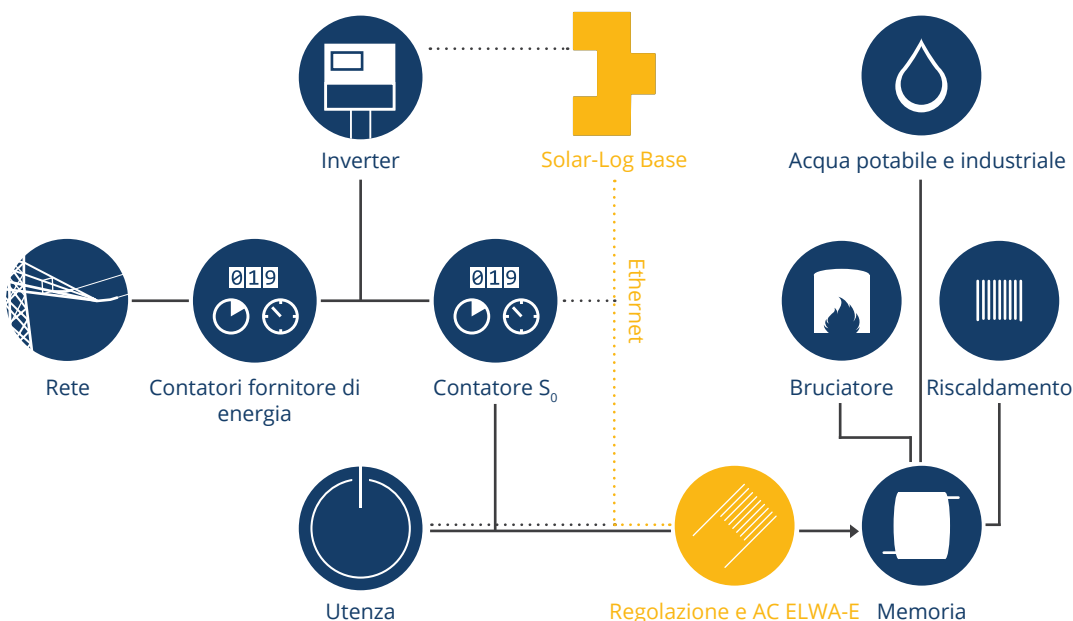 Inverter
Solar-Log Base
Acqua potabile e industriale
019
019
Ethernet
Rete
Contatori fornitore di
energia
Contatore S₀
Bruciatore
Riscaldamento
Utenza
Regolazione e AC ELWA-E
Memoria